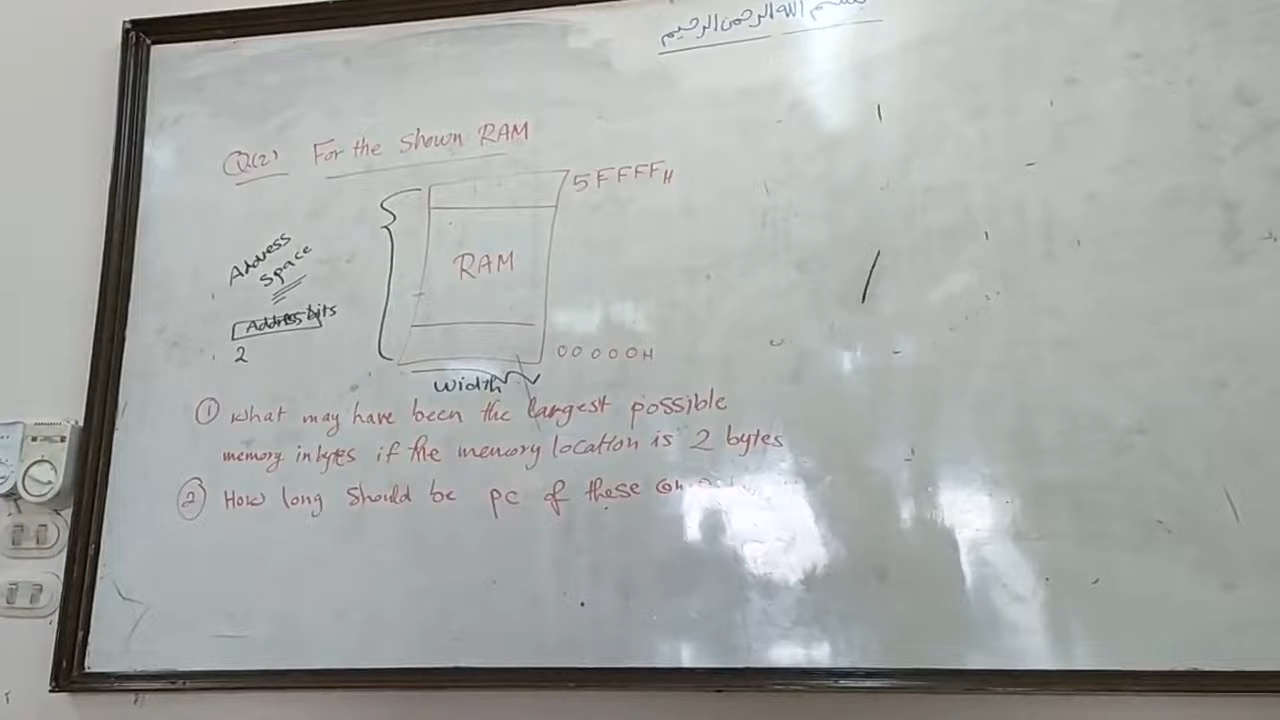 بسم الله الرحمن الرحيم
Q(2) For the Shown RAM
5FFFFH
RAM
Address
Space
Address bits
2
00000H
width
① what may have been the largest possible
memory in bytes if the memory location is 2 bytes
② How long should be pc of these